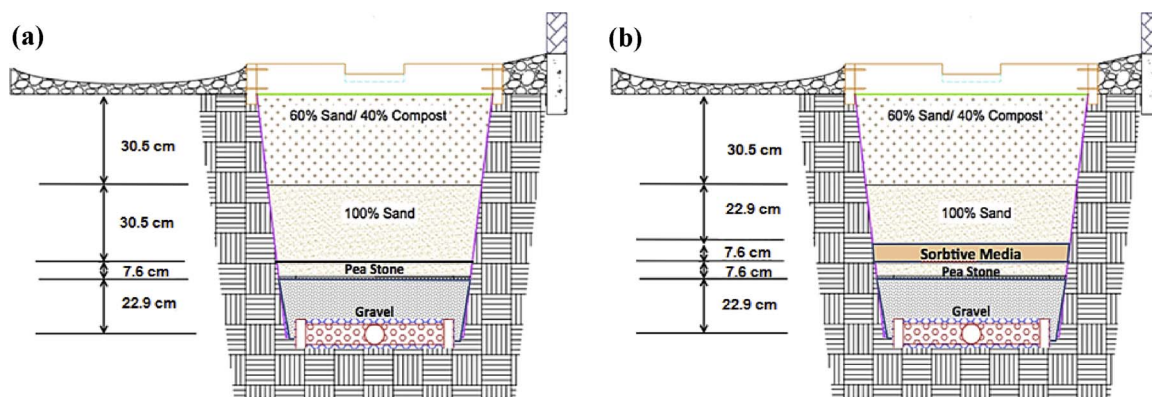 (a)
60% Sand/ 40% Compost
30.5 cm
100% Sand
30.5 cm
Pea Stone
7.6 cm
22.9 cm
Gravel
(b)
60% Sand/ 40% Compost
30.5 cm
22.9 cm
100% Sand
7.6 cm
Sorbtive Media
7.6 cm
Pea Stone
22.9 cm
Gravel